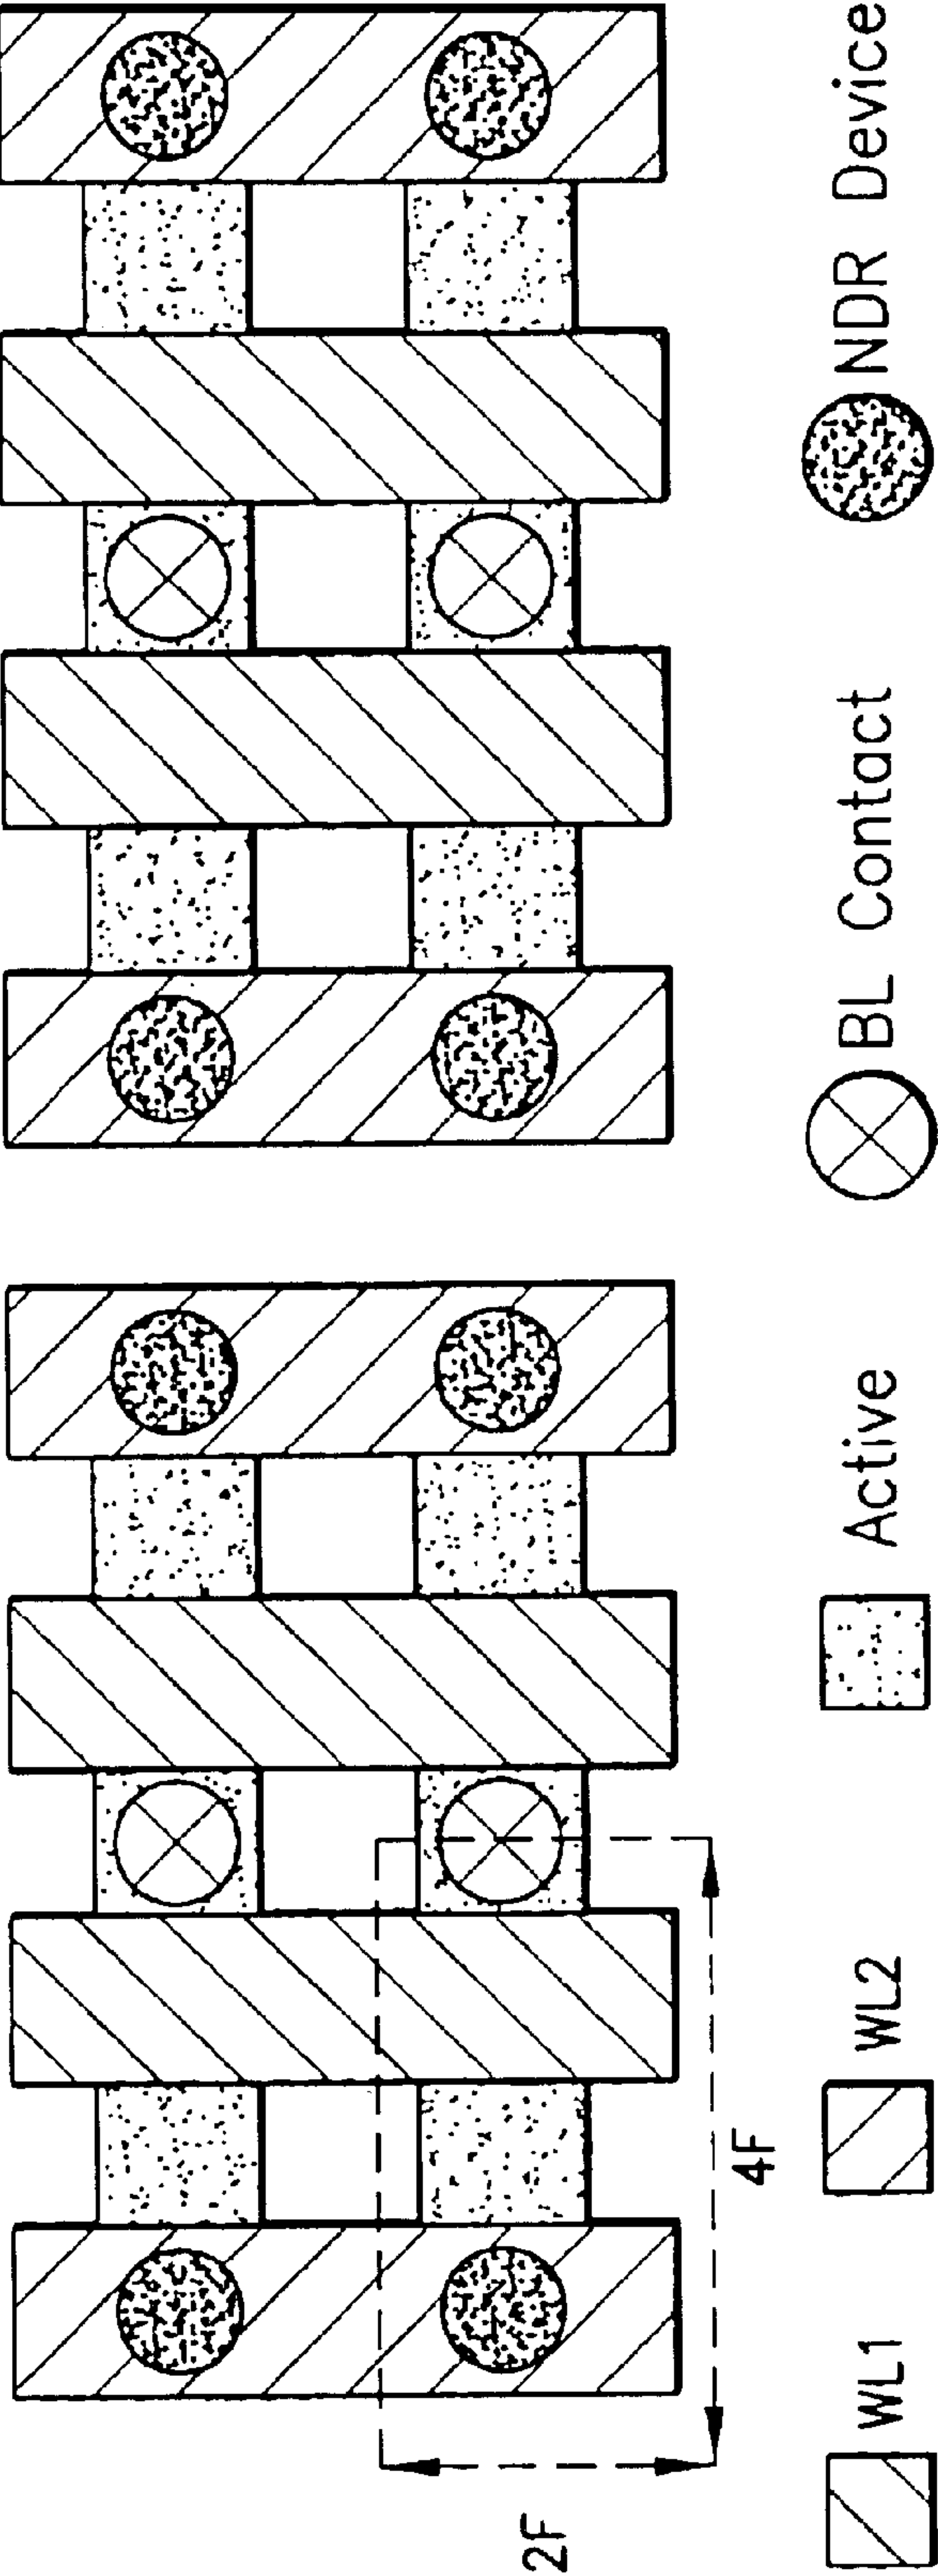 2F
4F
WL1
WL2
Active
BL Contact
NDR Device